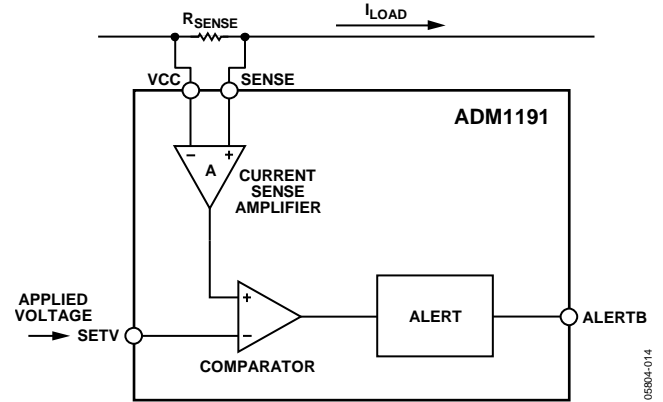 RSENSE
ILOAD
VCC
SENSE
ADM1191
− +
A
CURRENT
SENSE
AMPLIFIER
APPLIED
VOLTAGE
SETV
+
−
COMPARATOR
ALERT
ALERTB
05804-014